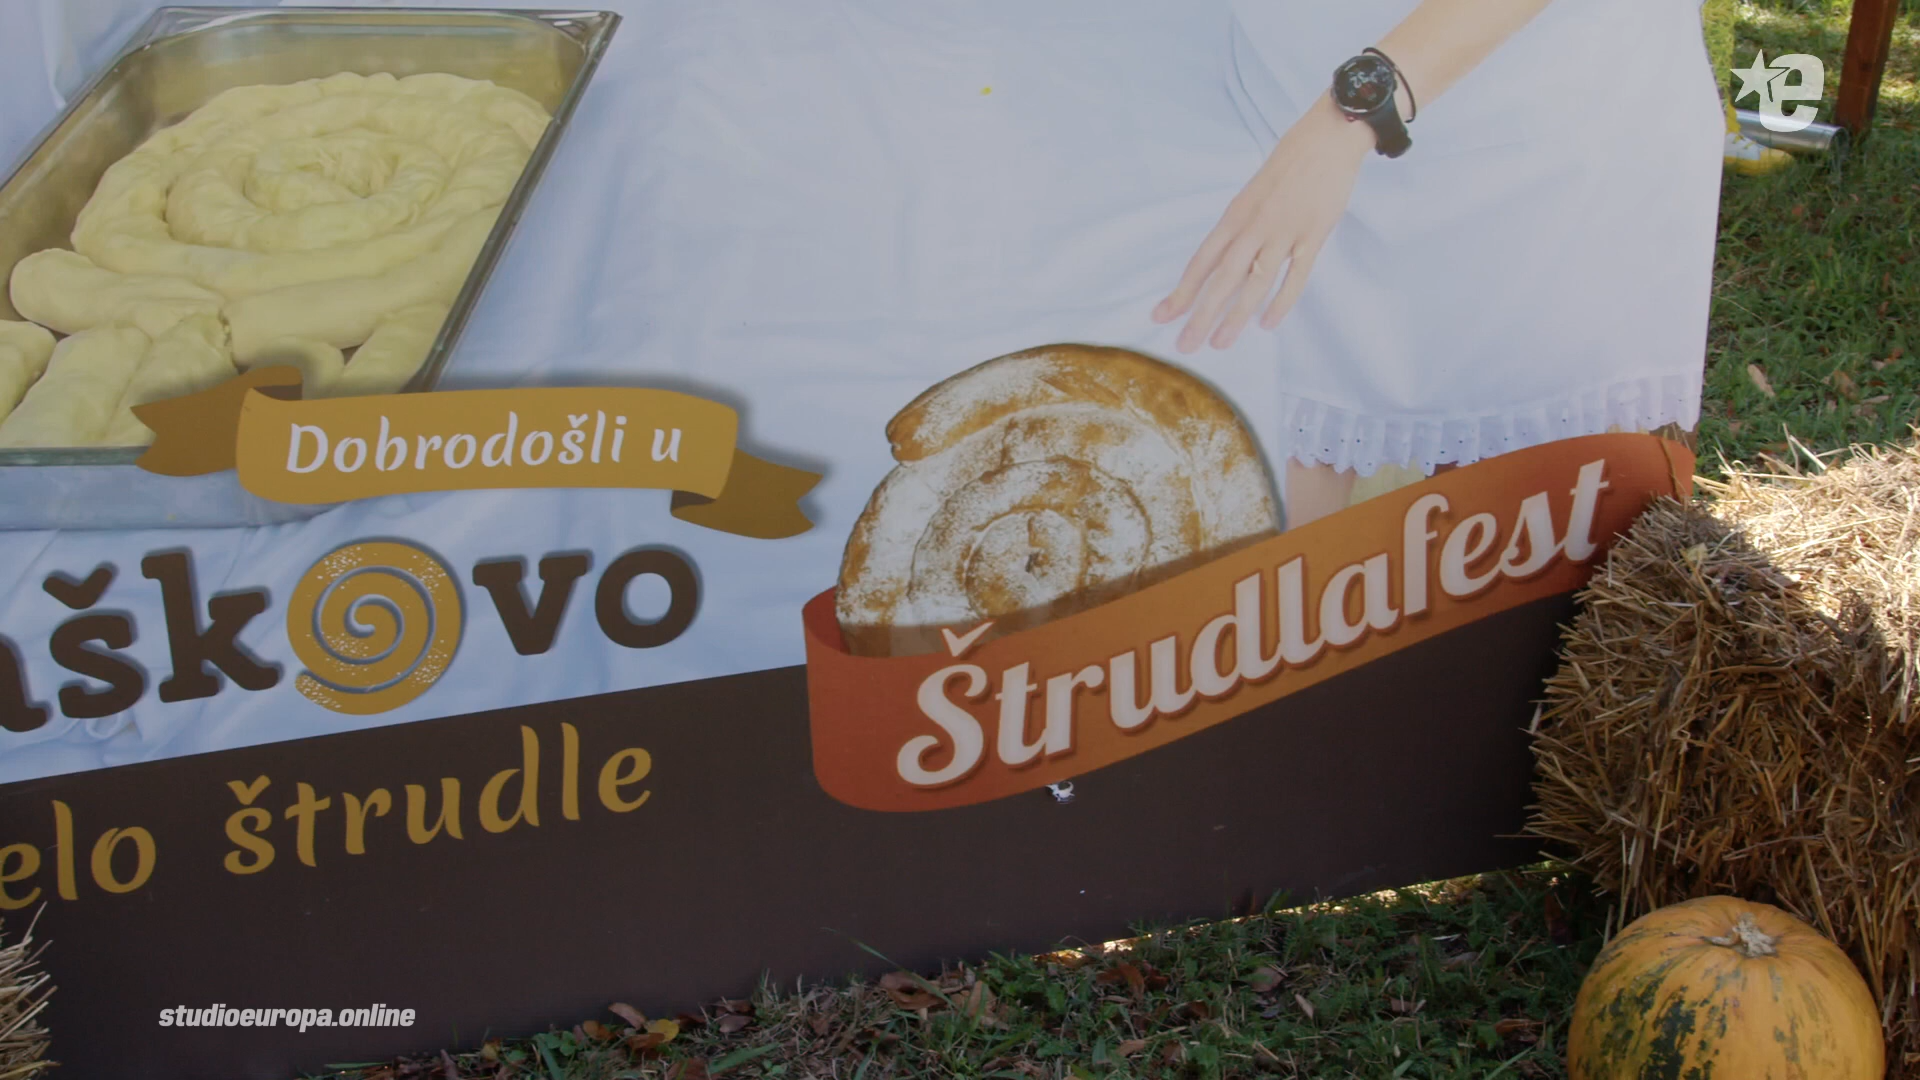 Dobrodošli u
aškovo
elo štrudle
Štrudlafest
studioeuropa.online